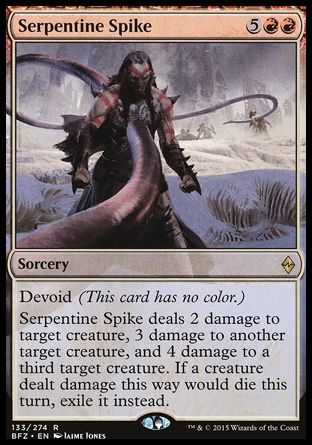 Serpentine Spike 5
Sorcery
Devoid (This card has no color.)
Serpentine Spike deals 2 damage to
target creature, 3 damage to another
target creature, and 4 damage to a
third target creature. If a creature
dealt damage this way would die this
turn, exile it instead.
133/274 R
BFZ • EN Jaime Jones
™ & © 2015 Wizards of the Coast